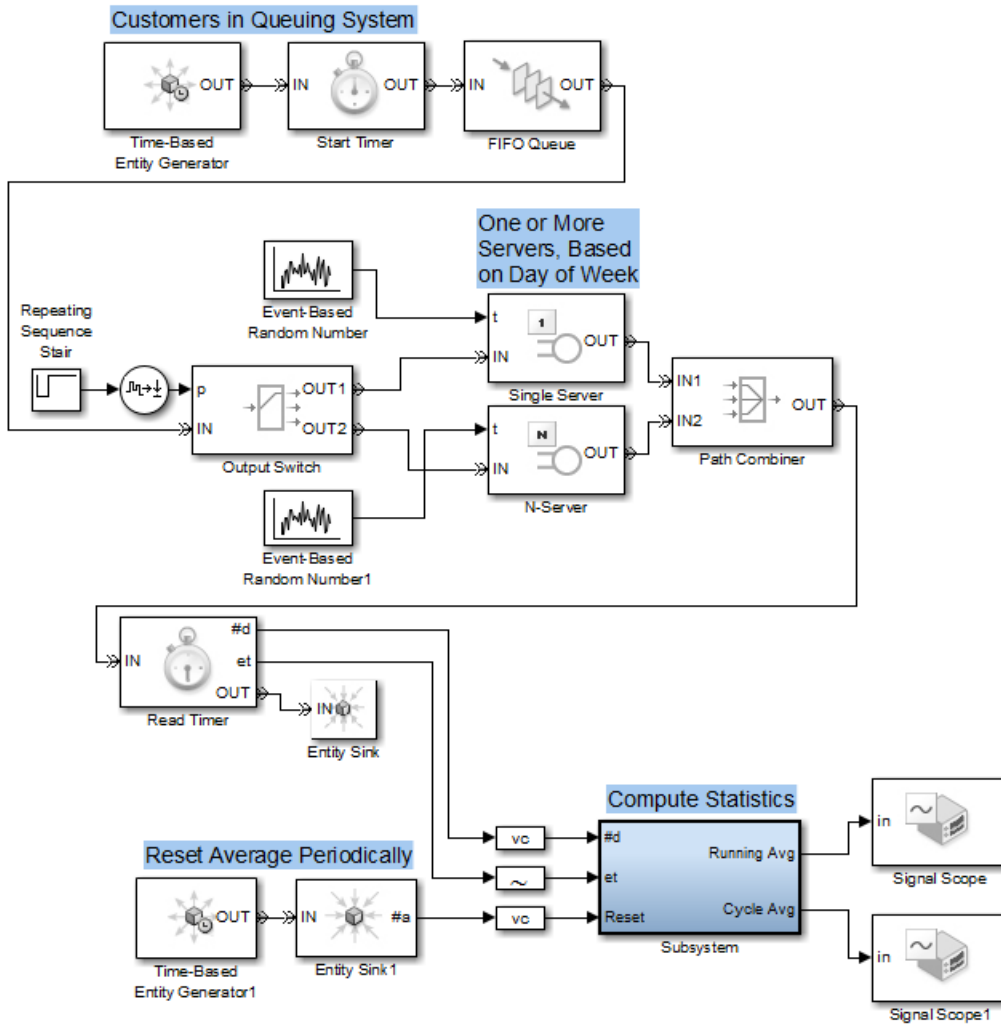 Customers in Queuing System
OUT
IN
OUT
IN
OUT
Time-Based
Entity Generator
Start Timer
FIFO Queue
One or More
Servers, Based
on Day of Week
Event-Based
Random Number
Repeating
Sequence
Stair
t
IN
1
OUT
Single Server
p
IN
OUT1
OUT2
Output Switch
t
IN
N
OUT
N-Server
IN1
IN2
OUT
Path Combiner
Event-Based
Random Number1
IN
#d
et
OUT
Read Timer
IN
Entity Sink
Compute Statistics
vc
~
vc
#d
et
Reset
Running Avg
Cycle Avg
Subsystem
in
Signal Scope
in
Signal Scope1
Reset Average Periodically
OUT
IN
#a
Time-Based
Entity Generator1
Entity Sink1